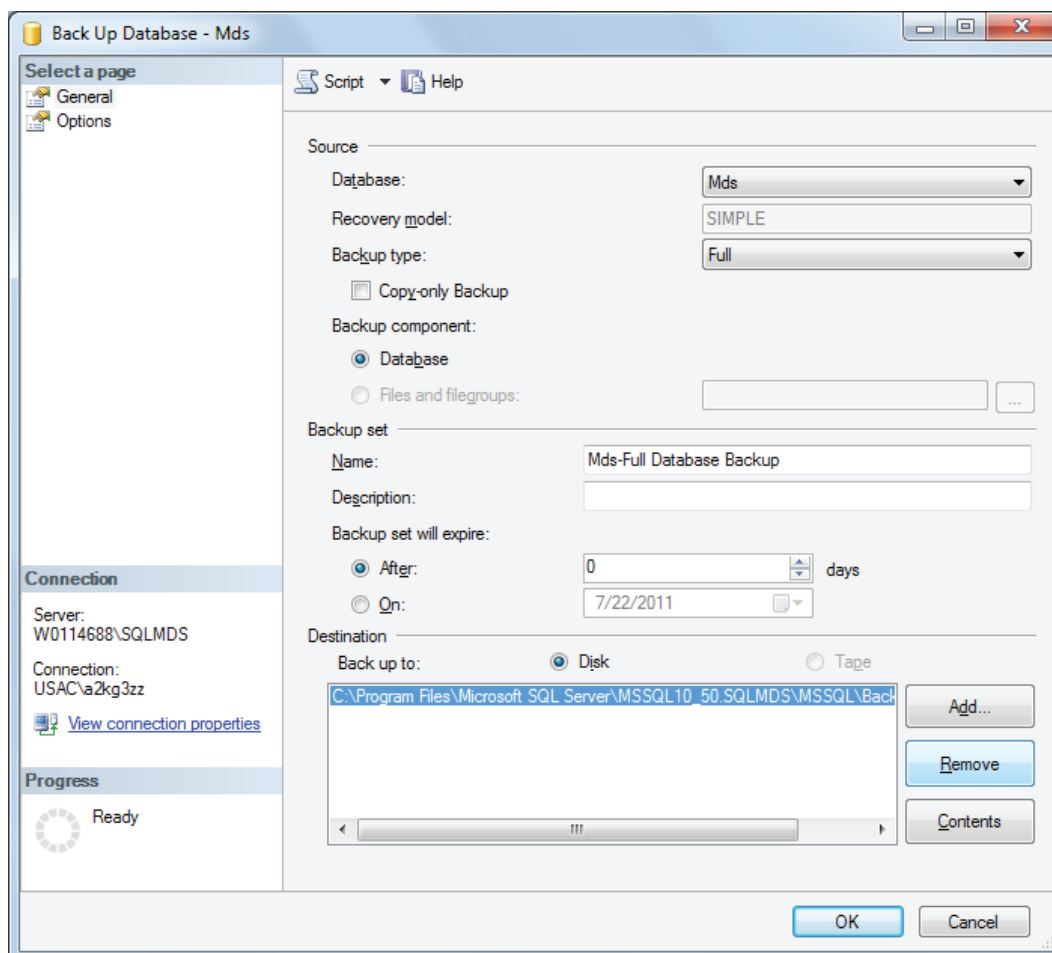 Back Up Database - Mds
Select a page
General
Options
Script
Help
Source
Database:
Mds
Recovery model:
SIMPLE
Backup type:
Full
Copy-only Backup
Backup component:
Database
Files and filegroups:
...
Backup set
Name:
Mds-Full Database Backup
Description:
Backup set will expire:
After:
0
days
On:
7/22/2011
Destination
Back up to:
Disk
Tape
C:\Program Files\Microsoft SQL Server\MSSQL10_50.SQLMDS\MSSQL\Back
Add...
Remove
Contents
Connection
Server:
W0114688\SQLMDS
Connection:
USAC\a2kg3zz
View connection properties
Progress
Ready
OK
Cancel